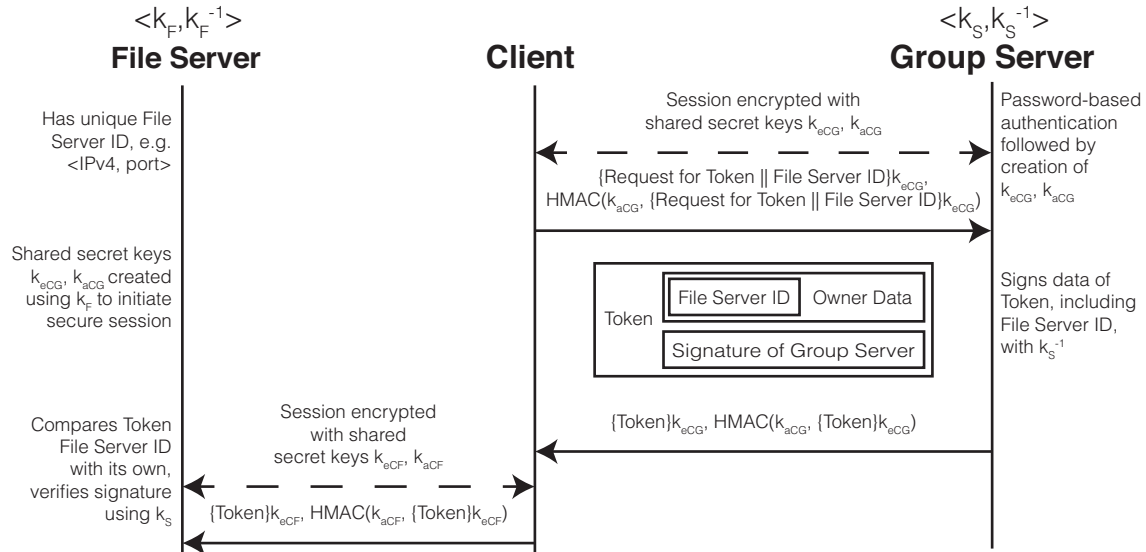 <k_F,k_F^-1>
<k_S,k_S^-1>
File Server
Client
Group Server
Has unique File
Server ID, e.g.
<IPv4, port>
Session encrypted with
shared secret keys k_eCG, k_aCG
Password-based
authentication
followed by
creation of
k_eCG, k_aCG
{Request for Token || File Server ID}k_eCG,
HMAC(k_aCG, {Request for Token || File Server ID}k_eCG)
Shared secret keys
k_eCG, k_aCG created
using k_F to initiate
secure session
Token
File Server ID
Owner Data
Signature of Group Server
Signs data of
Token, including
File Server ID,
with k_S^-1
{Token}k_eCG, HMAC(k_aCG, {Token}k_eCG)
Compares Token
File Server ID
with its own,
verifies signature
using k_S
Session encrypted
with shared
secret keys k_eCF, k_aCF
{Token}k_eCF, HMAC(k_aCF, {Token}k_eCF)